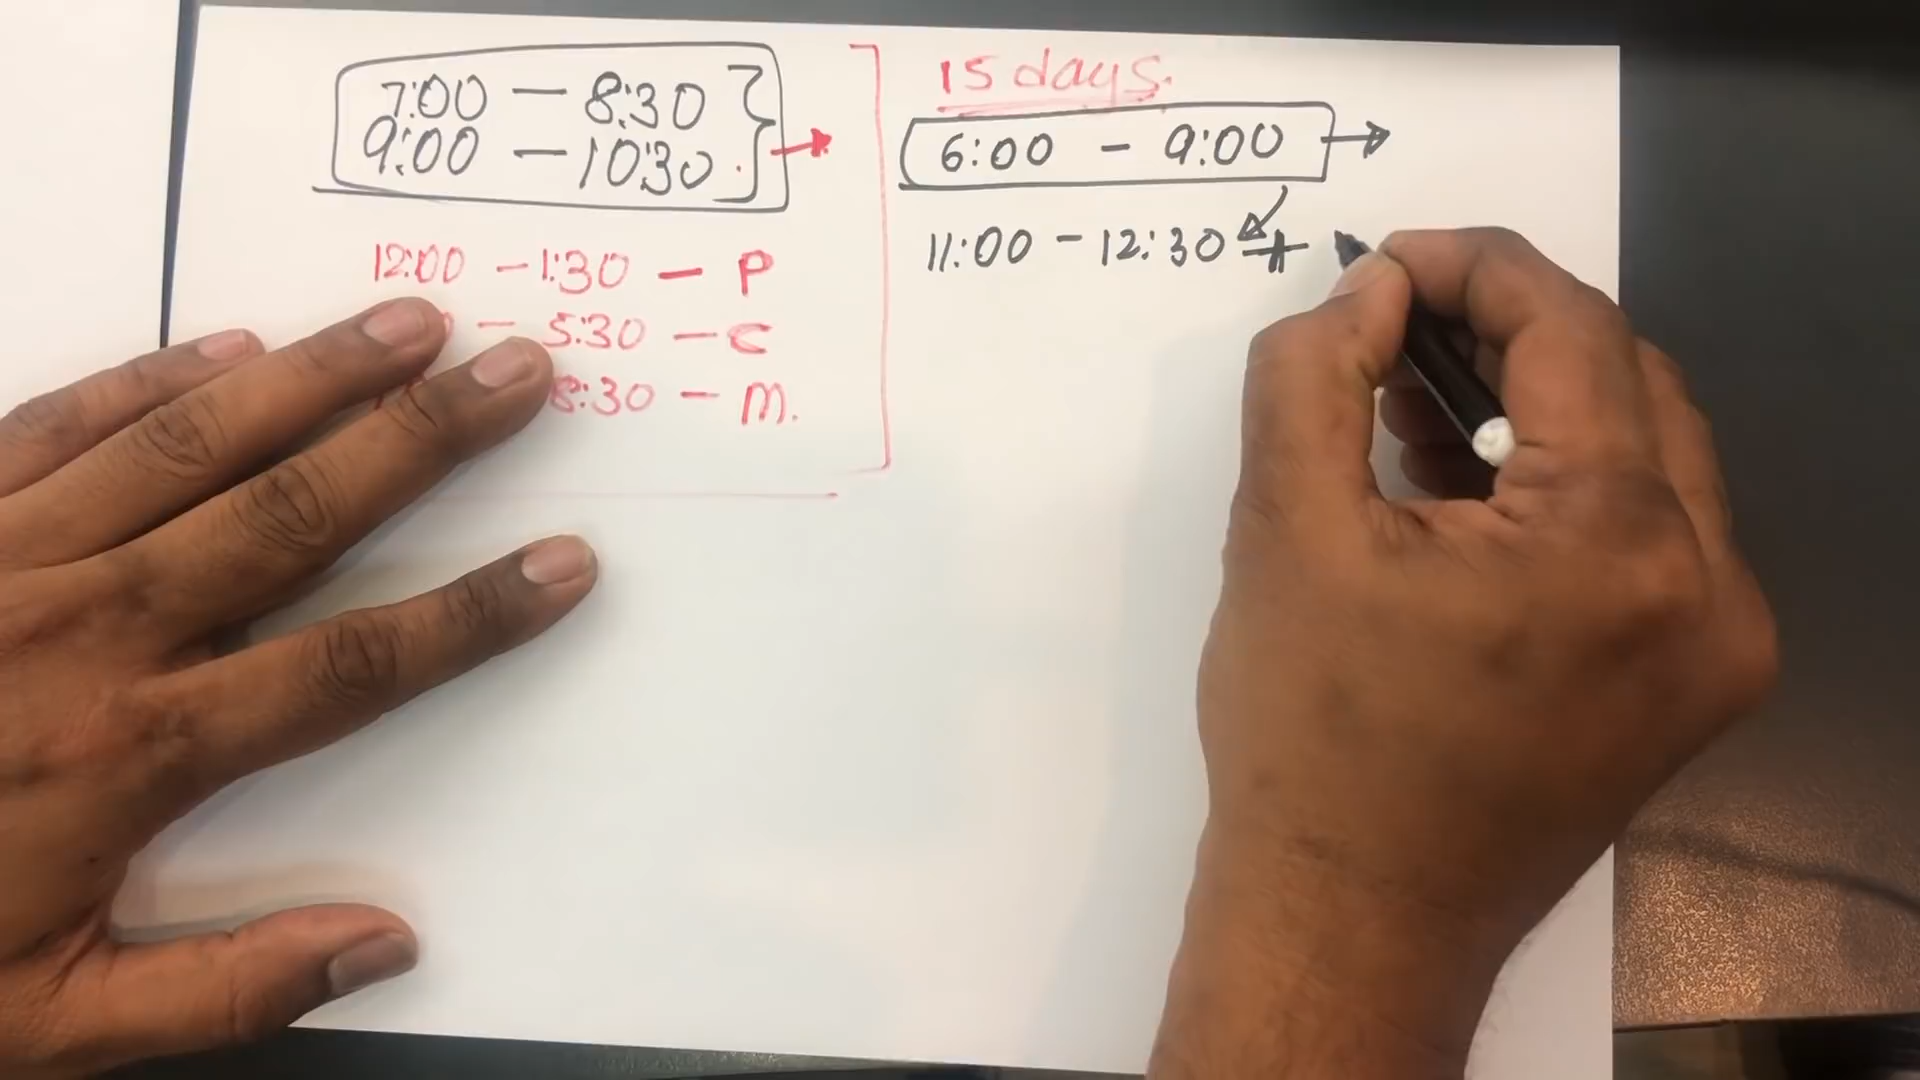 7:00 — 8:30
9:00 — 10:30
12:00 — 1:30 — P
— 5:30 — C
8:30 — M.
15 days.
6:00 - 9:00
11:00 - 12:30 +